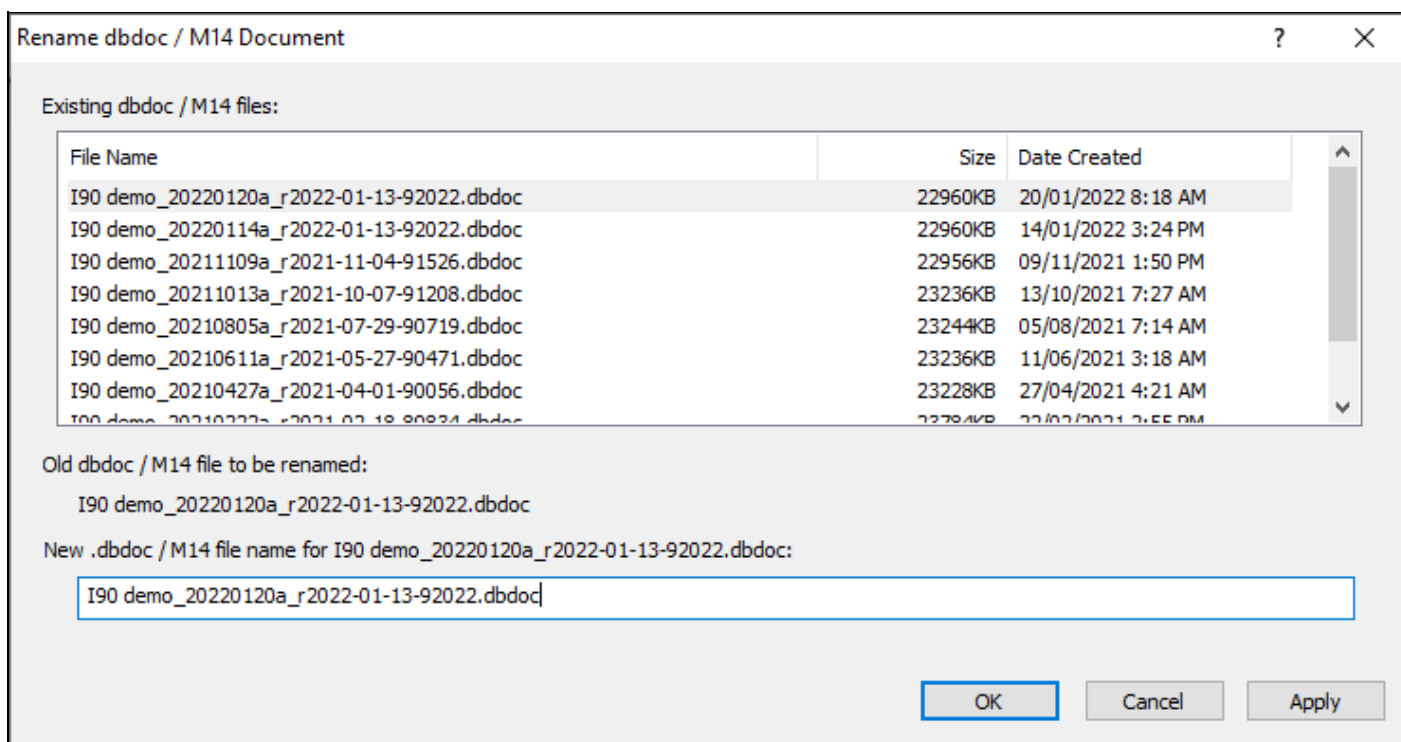 Rename dbdoc / M14 Document ?
Existing dbdoc / M14 files:
File Name Size Date Created
I90 demo_20220120a_r2022-01-13-92022.dbdoc 22960KB 20/01/2022 8:18 AM
I90 demo_20220114a_r2022-01-13-92022.dbdoc 22960KB 14/01/2022 3:24 PM
I90 demo_20211109a_r2021-11-04-91526.dbdoc 22956KB 09/11/2021 1:50 PM
I90 demo_20211013a_r2021-10-07-91208.dbdoc 23236KB 13/10/2021 7:27 AM
I90 demo_20210805a_r2021-07-29-90719.dbdoc 23244KB 05/08/2021 7:14 AM
I90 demo_20210611a_r2021-05-27-90471.dbdoc 23236KB 11/06/2021 3:18 AM
I90 demo_20210427a_r2021-04-01-90056.dbdoc 23228KB 27/04/2021 4:21 AM
Old dbdoc / M14 file to be renamed:
I90 demo_20220120a_r2022-01-13-92022.dbdoc
New .dbdoc / M14 file name for I90 demo_20220120a_r2022-01-13-92022.dbdoc:
I90 demo_20220120a_r2022-01-13-92022.dbdoc
OK Cancel Apply